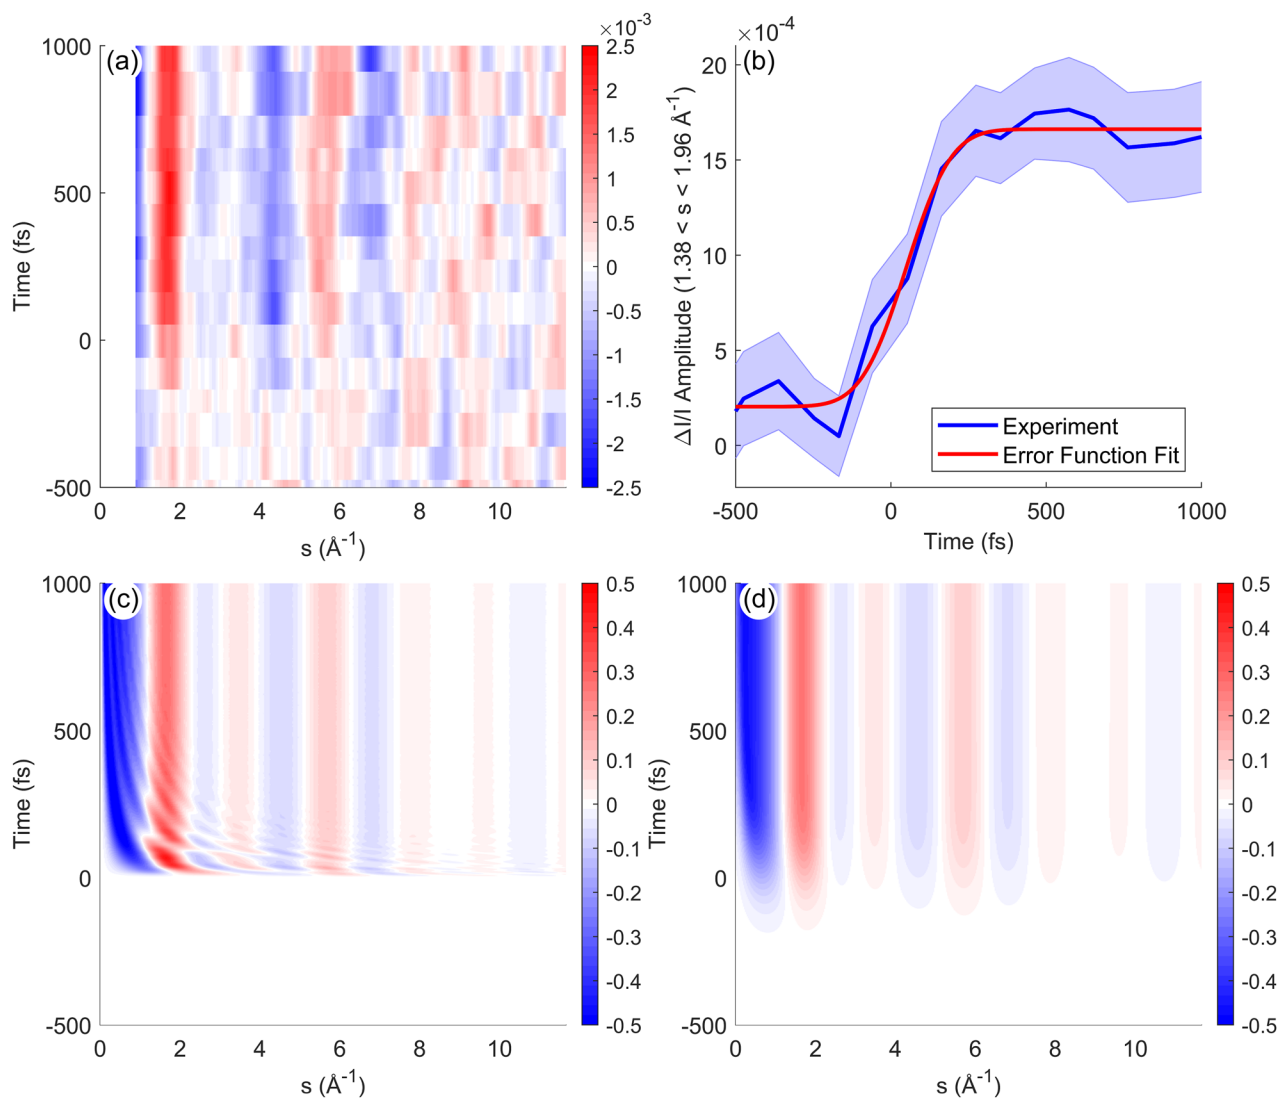 (a)
×10⁻³
1000
500
0
-500
Time (fs)
0 2 4 6 8 10
s (Å⁻¹)
2.5
2
1.5
1
0.5
0
-0.5
-1
-1.5
-2
-2.5
(b)
×10⁻⁴
20
15
10
5
0
ΔI/I Amplitude (1.38 < s < 1.96 Å⁻¹)
Experiment
Error Function Fit
-500 0 500 1000
Time (fs)
(c)
1000
500
0
-500
Time (fs)
0 2 4 6 8 10
s (Å⁻¹)
0.5
0.4
0.3
0.2
0.1
0
-0.1
-0.2
-0.3
-0.4
-0.5
(d)
1000
500
0
-500
Time (fs)
0 2 4 6 8 10
s (Å⁻¹)
0.5
0.4
0.3
0.2
0.1
0
-0.1
-0.2
-0.3
-0.4
-0.5